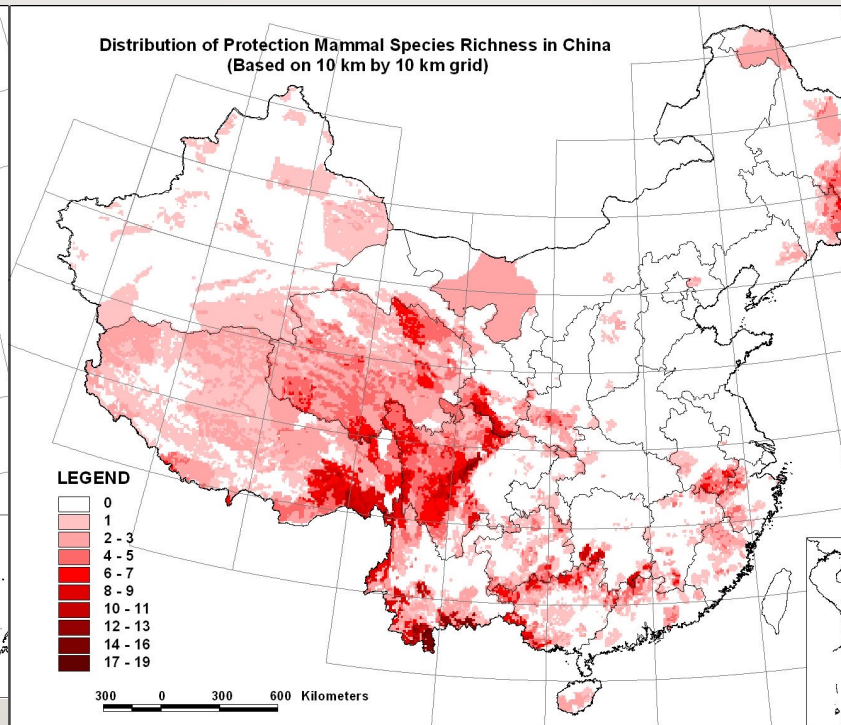 Distribution of Protection Mammal Species Richness in China
(Based on 10 km by 10 km grid)
LEGEND
0
1
2 - 3
4 - 5
6 - 7
8 - 9
10 - 11
12 - 13
14 - 16
17 - 19
300 0 300 600 Kilometers